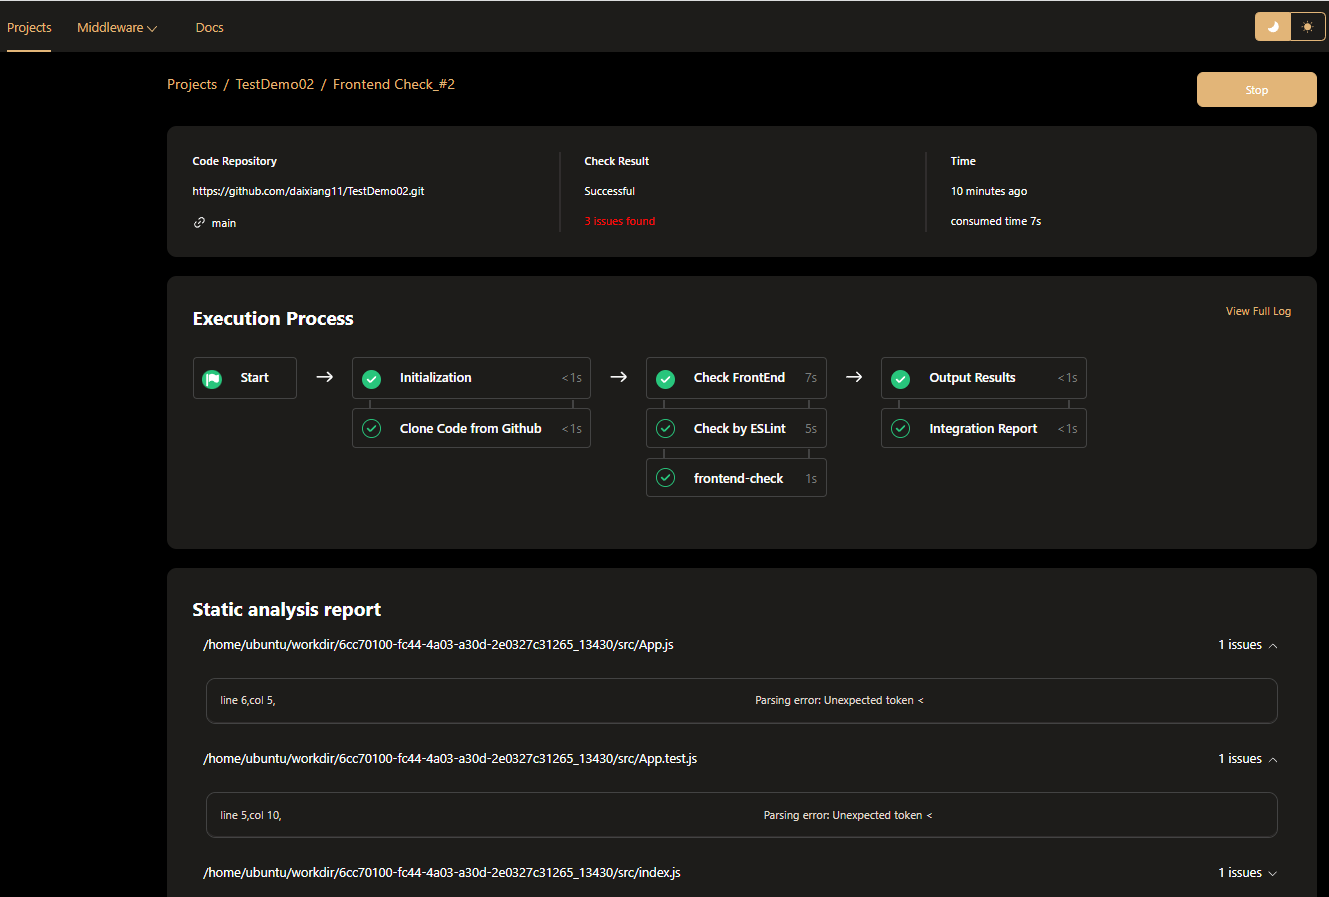 Projects Middleware Docs
Projects / TestDemo02 / Frontend Check_#2
Stop
Code Repository
https://github.com/daixiang11/TestDemo02.git
main
Check Result
Successful
3 issues found
Time
10 minutes ago
consumed time 7s
Execution Process
View Full Log
Start
Initialization <1s
Clone Code from Github <1s
Check FrontEnd 7s
Check by ESLint 5s
frontend-check 1s
Output Results <1s
Integration Report <1s
Static analysis report
/home/ubuntu/workdir/6cc70100-fc44-4a03-a30d-2e0327c31265_13430/src/App.js 1 issues
line 6,col 5, Parsing error: Unexpected token <
/home/ubuntu/workdir/6cc70100-fc44-4a03-a30d-2e0327c31265_13430/src/App.test.js 1 issues
line 5,col 10, Parsing error: Unexpected token <
/home/ubuntu/workdir/6cc70100-fc44-4a03-a30d-2e0327c31265_13430/src/index.js 1 issues